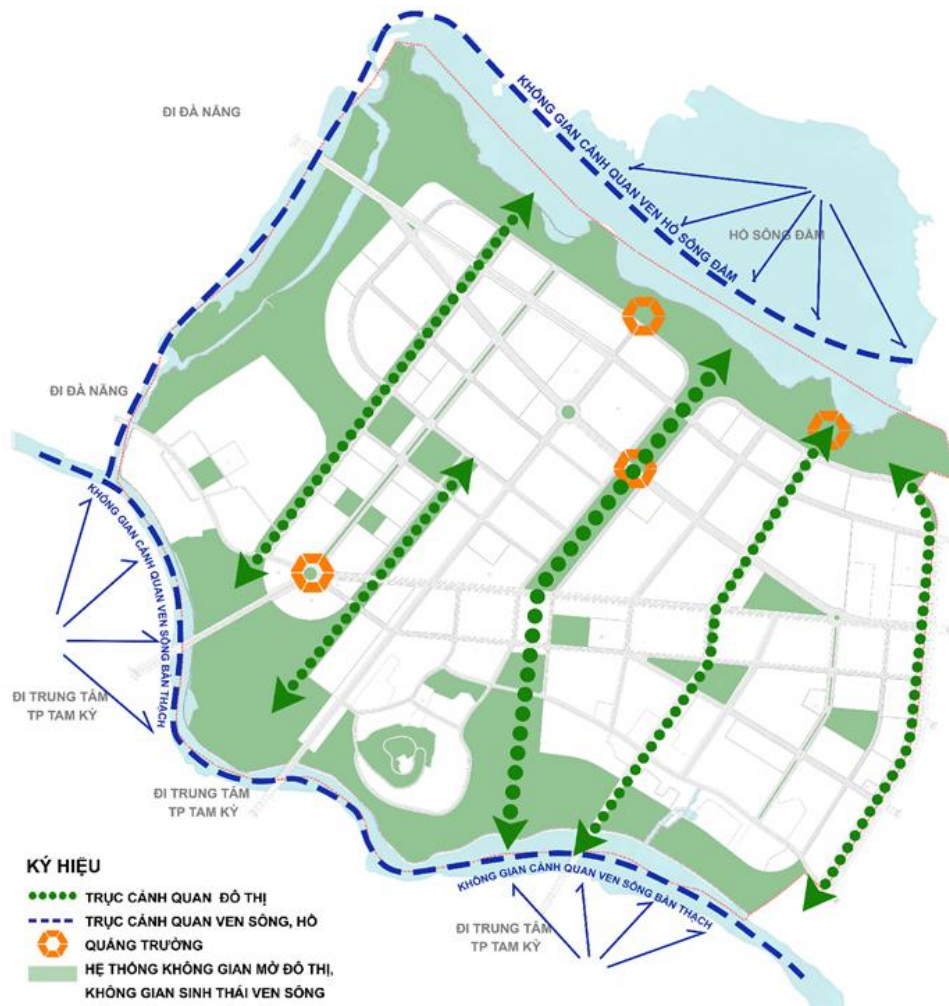 ĐI ĐÀ NẴNG
KHÔNG GIAN CẢNH QUAN VEN HỒ SÔNG ĐẦM
HỒ SÔNG ĐẦM
ĐI ĐÀ NẴNG
KHÔNG GIAN CẢNH QUAN VEN SÔNG BÀN THẠCH
ĐI TRUNG TÂM
TP TAM KỲ
ĐI TRUNG TÂM
TP TAM KỲ
KHÔNG GIAN CẢNH QUAN VEN SÔNG BÀN THẠCH
ĐI TRUNG TÂM
TP TAM KỲ
KÝ HIỆU
TRỤC CẢNH QUAN ĐÔ THỊ
TRỤC CẢNH QUAN VEN SÔNG, HỒ
QUẢNG TRƯỜNG
HỆ THỐNG KHÔNG GIAN MỞ ĐÔ THỊ,
KHÔNG GIAN SINH THÁI VEN SÔNG